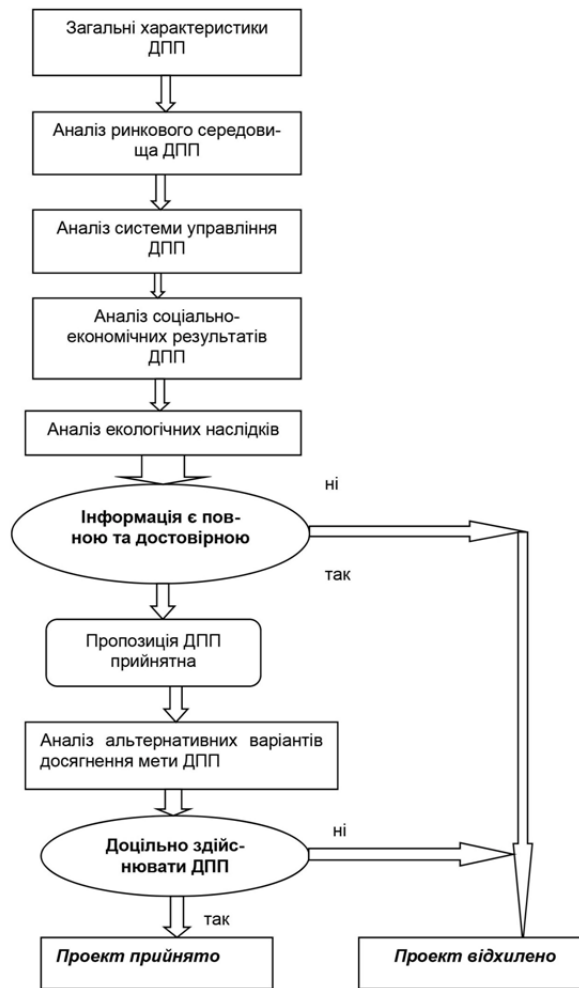 Загальні характеристики
ДПП
Аналіз ринкового середови-
ща ДПП
Аналіз системи управління
ДПП
Аналіз соціально-
економічних результатів
ДПП
Аналіз екологічних наслідків
ні
Інформація є пов-
ною та достовірною
так
Пропозиція ДПП
прийнятна
Аналіз альтернативних варіантів
досягнення мети ДПП
ні
Доцільно здійс-
нювати ДПП
так
Проект прийнято
Проект відхилено